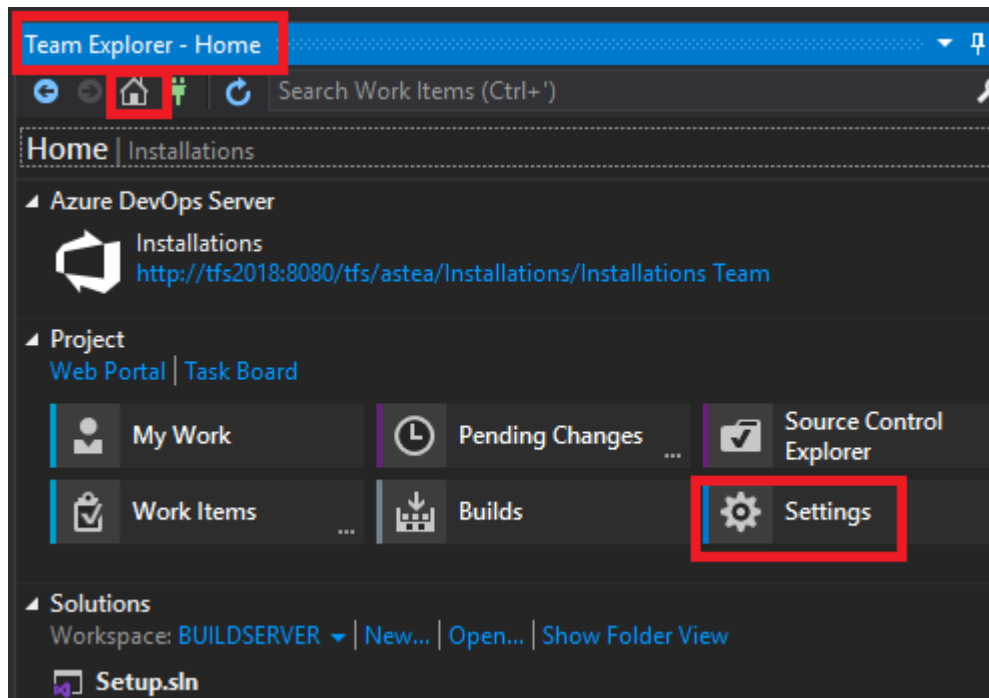 Team Explorer - Home
Search Work Items (Ctrl+')
Home | Installations
Azure DevOps Server
Installations
http://tfs2018:8080/tfs/astea/Installations/Installations Team
Project
Web Portal | Task Board
My Work
Pending Changes ...
Source Control
Explorer
Work Items ...
Builds
Settings
Solutions
Workspace: BUILDSERVER | New... | Open... | Show Folder View
Setup.sln